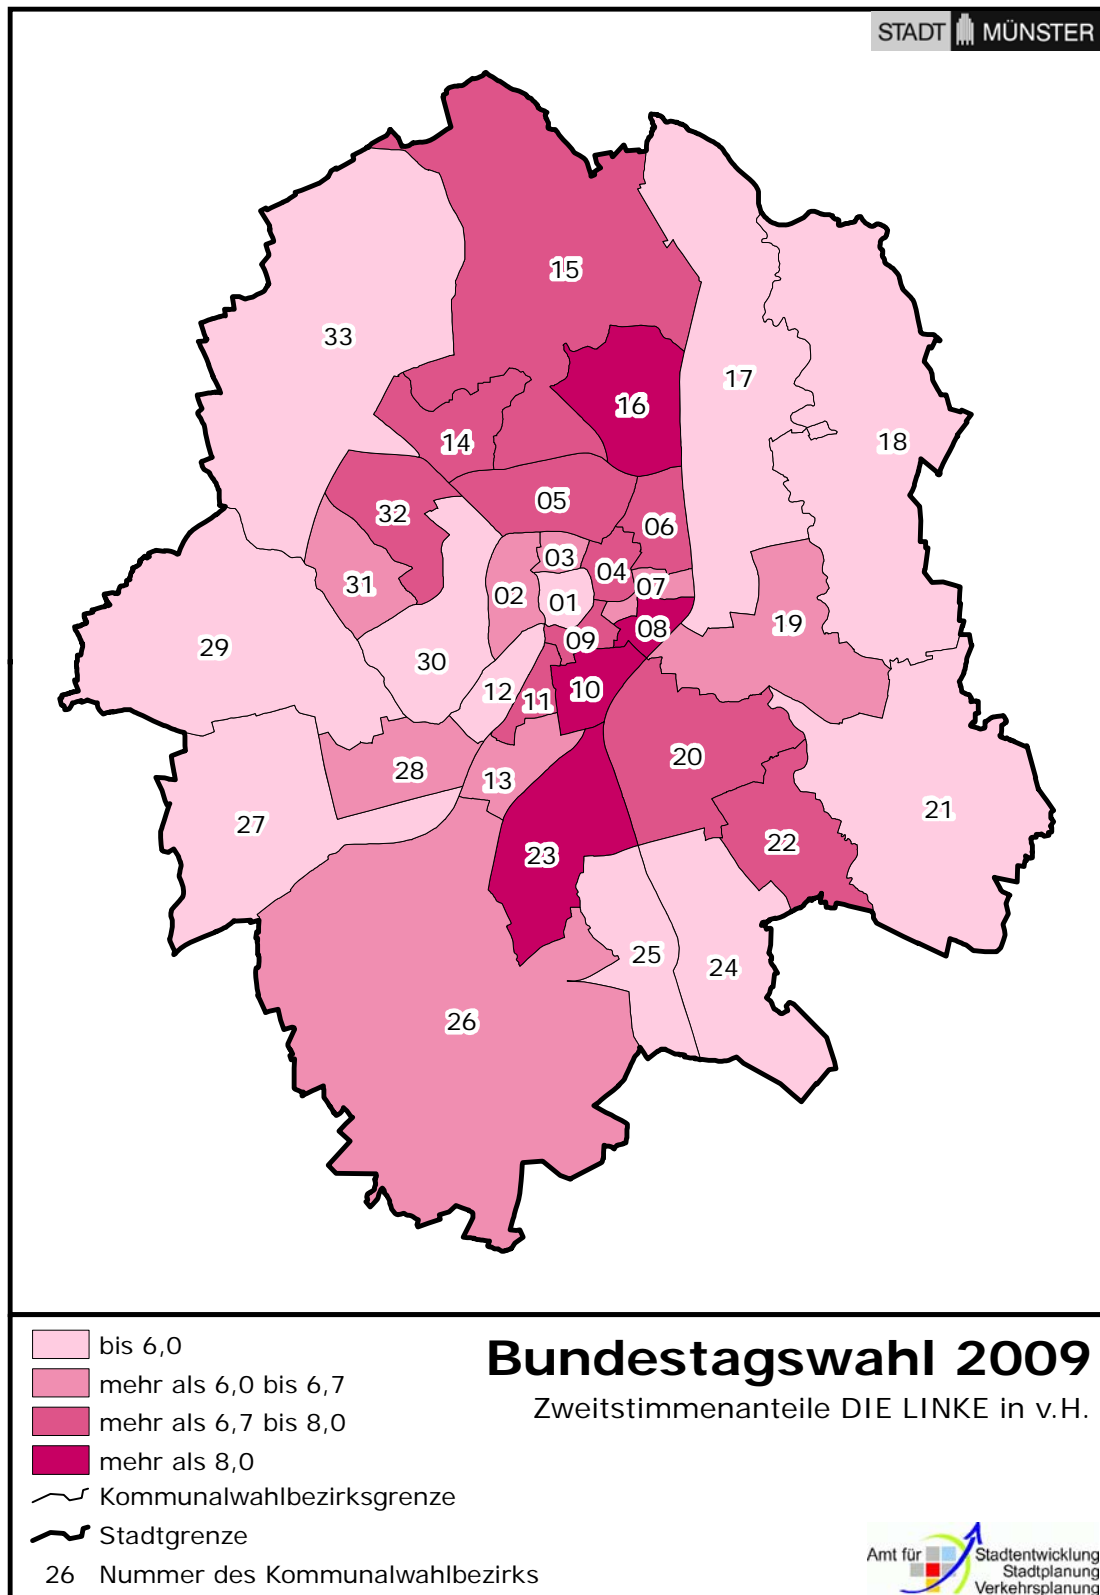 STADT MÜNSTER
15
33
17
16
18
14
05
32
06
03
04
31
07
02
01
19
08
09
29
30
10
12
11
20
28
13
21
27
22
23
25
24
26
bis 6,0
mehr als 6,0 bis 6,7
mehr als 6,7 bis 8,0
mehr als 8,0
Kommunalwahlbezirksgrenze
Stadtgrenze
26 Nummer des Kommunalwahlbezirks
Bundestagswahl 2009
Zweitstimmenanteile DIE LINKE in v.H.
Amt für Stadtentwicklung
Stadtplanung
Verkehrsplanung